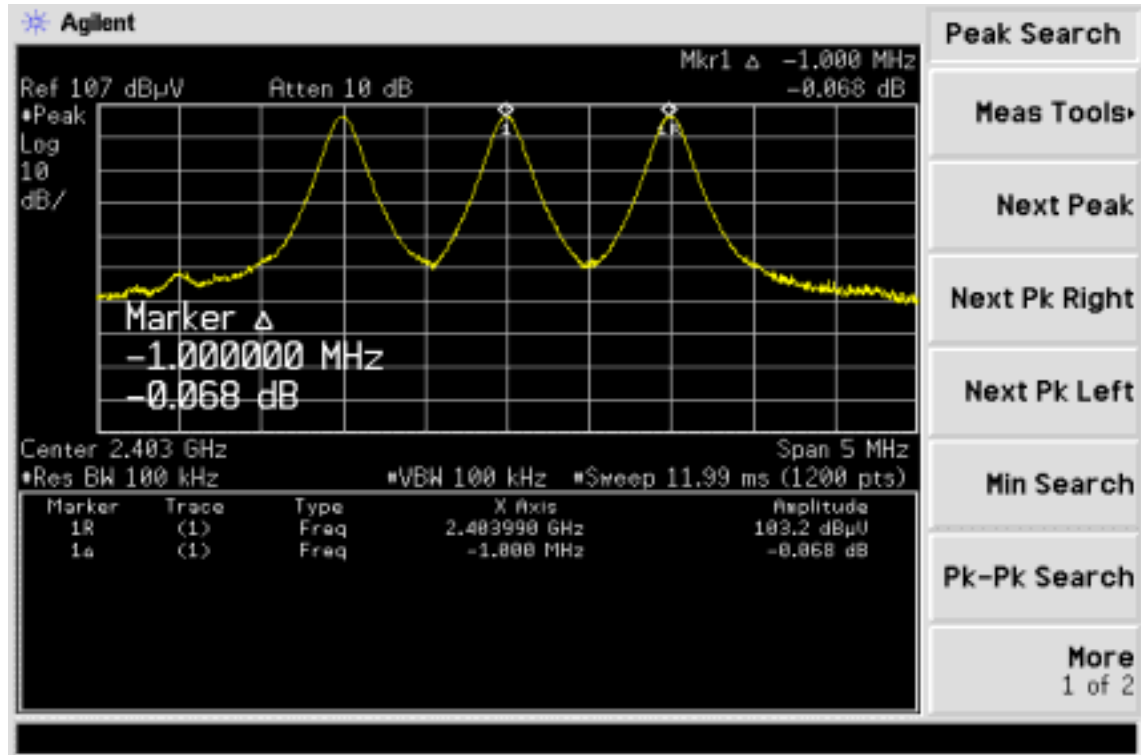 Agilent
Peak Search
Mkr1 Δ -1.000 MHz
Ref 107 dBµV Atten 10 dB -0.068 dB
#Peak
Log
10
dB/
1 1R
Marker Δ
-1.000000 MHz
-0.068 dB
Center 2.403 GHz Span 5 MHz
#Res BW 100 kHz #VBW 100 kHz #Sweep 11.99 ms (1200 pts)
Marker Trace Type X Axis Amplitude
1R (1) Freq 2.403990 GHz 103.2 dBµV
1Δ (1) Freq -1.000 MHz -0.068 dB
Meas Tools
Next Peak
Next Pk Right
Next Pk Left
Min Search
Pk-Pk Search
More
1 of 2